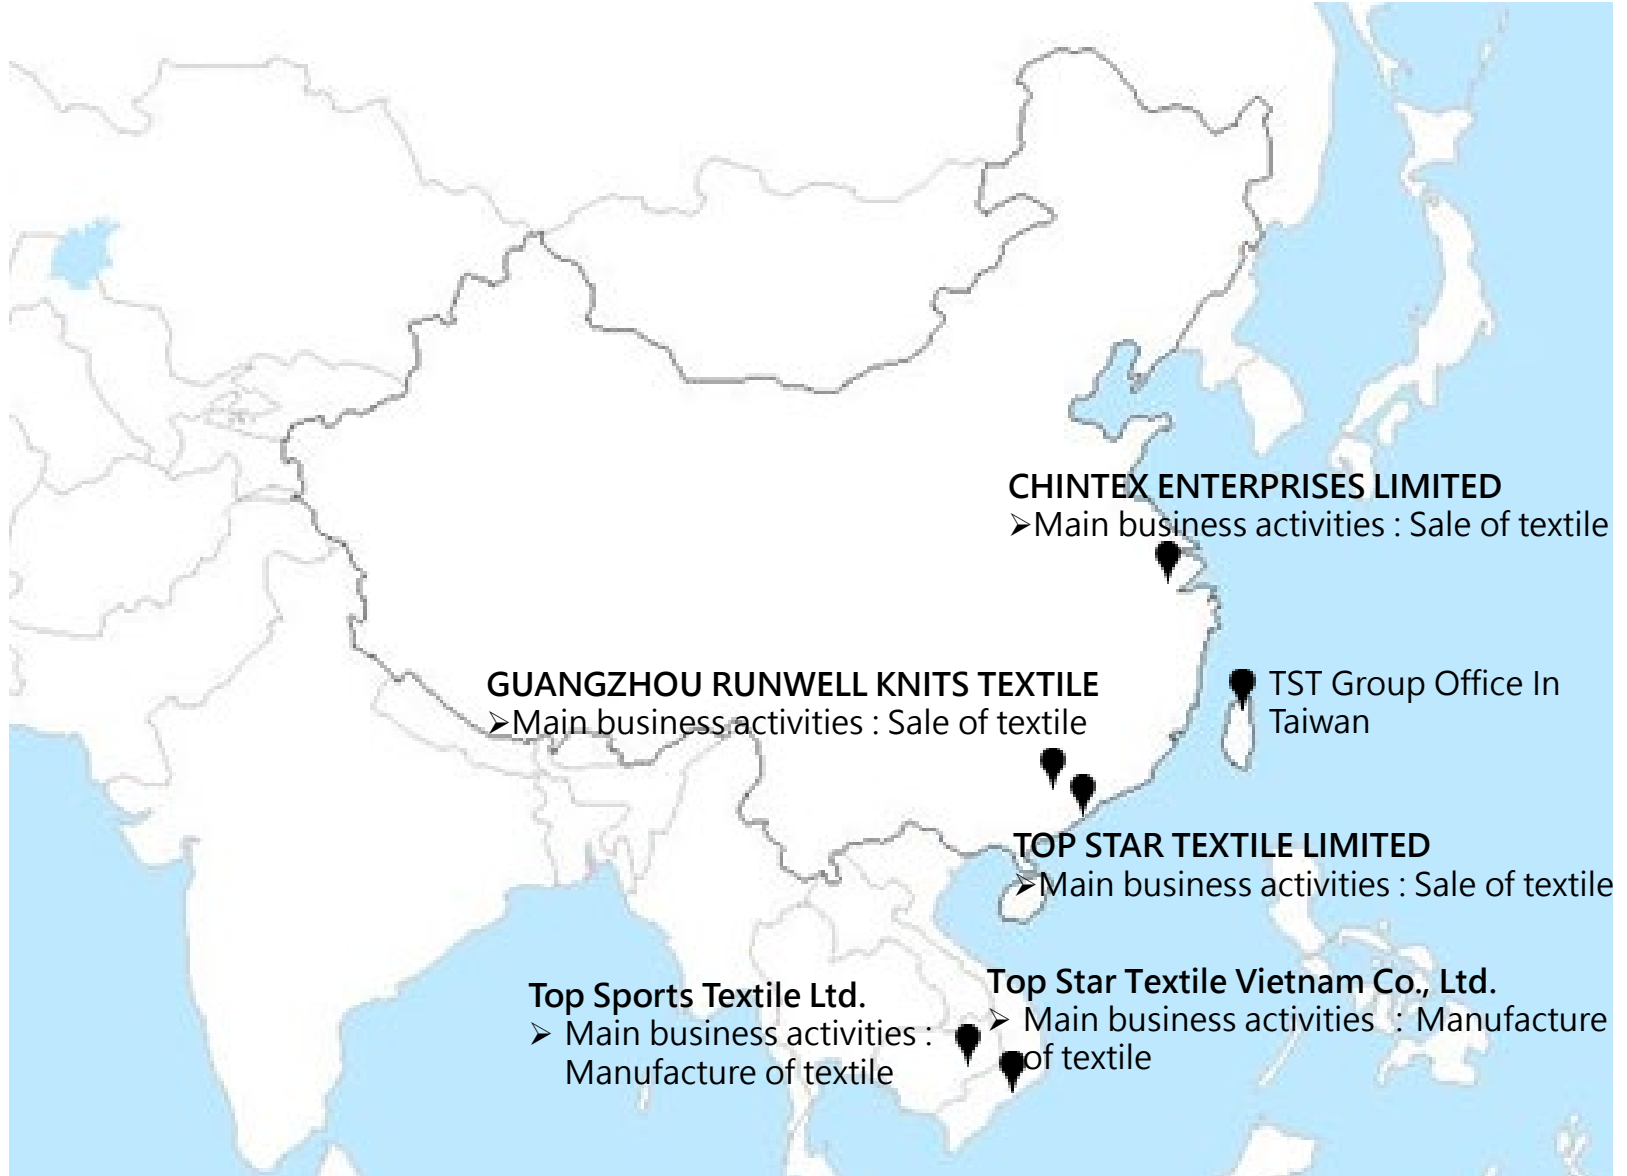 CHINTEX ENTERPRISES LIMITED
➢Main business activities : Sale of textile
GUANGZHOU RUNWELL KNITS TEXTILE
➢Main business activities : Sale of textile
TST Group Office In
Taiwan
TOP STAR TEXTILE LIMITED
➢Main business activities : Sale of textile
Top Sports Textile Ltd.
➢ Main business activities :
Manufacture of textile
Top Star Textile Vietnam Co., Ltd.
➢ Main business activities : Manufacture
of textile